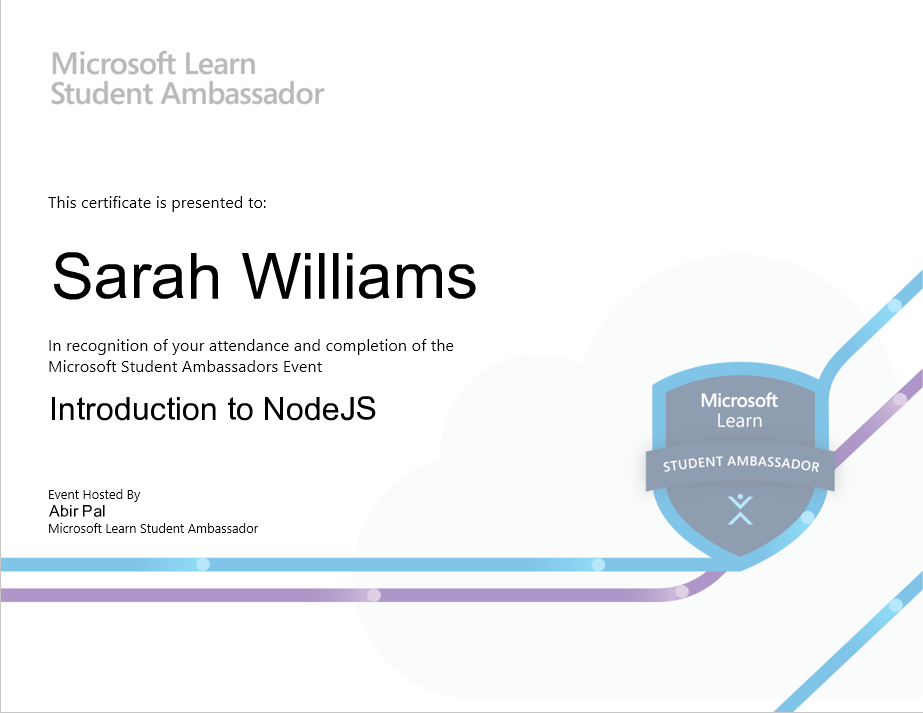 Microsoft Learn
Student Ambassador
This certificate is presented to:
Sarah Williams
In recognition of your attendance and completion of the
Microsoft Student Ambassadors Event
Introduction to NodeJS
Event Hosted By
Abir Pal
Microsoft Learn Student Ambassador
Microsoft
Learn
STUDENT AMBASSADOR